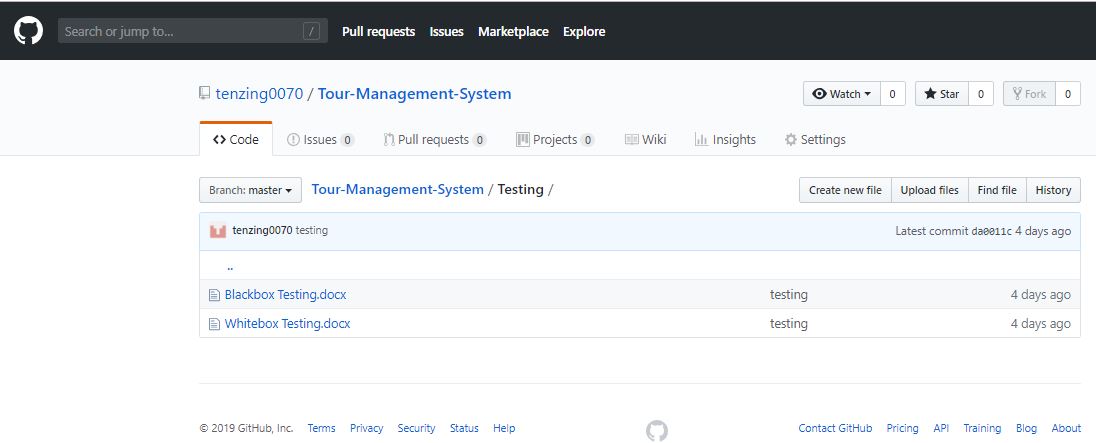 Search or jump to... / Pull requests Issues Marketplace Explore
tenzing0070 / Tour-Management-System Watch 0 Star 0 Fork 0
Code Issues 0 Pull requests 0 Projects 0 Wiki Insights Settings
Branch: master Tour-Management-System / Testing / Create new file Upload files Find file History
tenzing0070 testing Latest commit da0011c 4 days ago
..
Blackbox Testing.docx testing 4 days ago
Whitebox Testing.docx testing 4 days ago
© 2019 GitHub, Inc. Terms Privacy Security Status Help Contact GitHub Pricing API Training Blog About